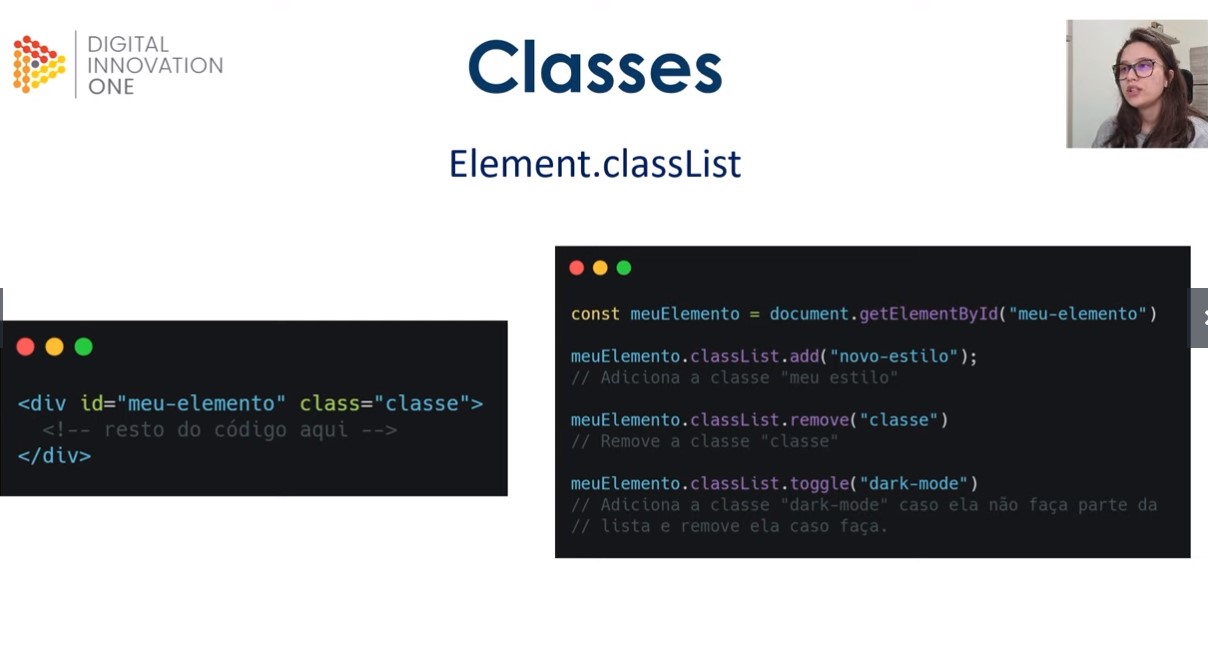 DIGITAL
INNOVATION
ONE
Classes
Element.classList
<div id="meu-elemento" class="classe">
<!-- resto do código aqui -->
</div>
const meuElemento = document.getElementById("meu-elemento")
meuElemento.classList.add("novo-estilo");
// Adiciona a classe "meu estilo"
meuElemento.classList.remove("classe")
// Remove a classe "classe"
meuElemento.classList.toggle("dark-mode")
// Adiciona a classe "dark-mode" caso ela não faça parte da
// lista e remove ela caso faça.